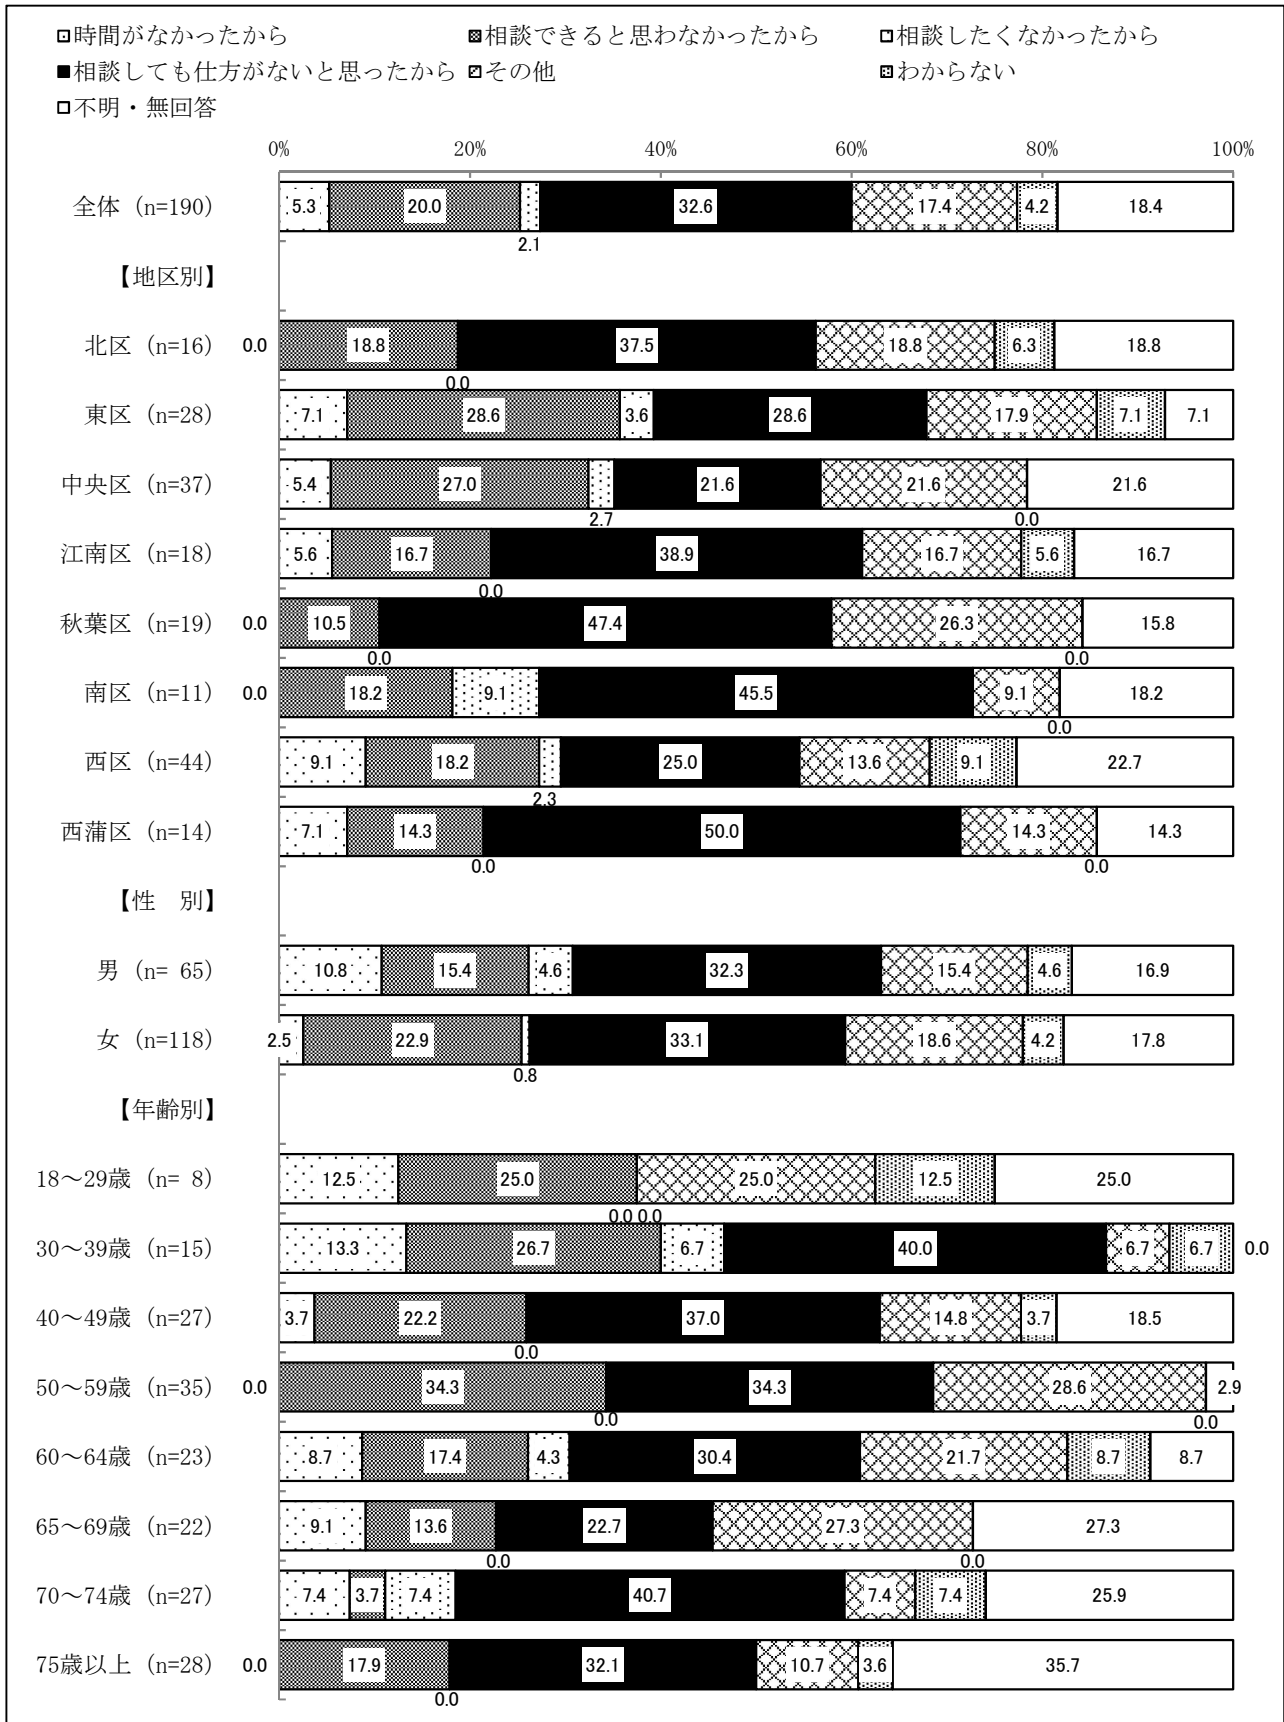 時間がなかったから 相談できると思わなかったから 相談したくなかったから
相談しても仕方がないと思ったから その他 わからない
不明・無回答
0% 20% 40% 60% 80% 100%
全体 (n=190) 5.3 20.0 32.6 17.4 4.2 18.4
2.1
【地区別】
北区 (n=16) 0.0 18.8 37.5 18.8 6.3 18.8
0.0
東区 (n=28) 7.1 28.6 3.6 28.6 17.9 7.1 7.1
中央区 (n=37) 5.4 27.0 21.6 21.6 21.6
2.7 0.0
江南区 (n=18) 5.6 16.7 38.9 16.7 5.6 16.7
0.0
秋葉区 (n=19) 0.0 10.5 47.4 26.3 15.8
0.0 0.0
南区 (n=11) 0.0 18.2 9.1 45.5 9.1 18.2
0.0
西区 (n=44) 9.1 18.2 25.0 13.6 9.1 22.7
2.3
西蒲区 (n=14) 7.1 14.3 50.0 14.3 14.3
0.0 0.0
【性　別】
男 (n= 65) 10.8 15.4 4.6 32.3 15.4 4.6 16.9
女 (n=118) 2.5 22.9 33.1 18.6 4.2 17.8
0.8
【年齢別】
18～29歳 (n= 8) 12.5 25.0 25.0 12.5 25.0
0.0 0.0
30～39歳 (n=15) 13.3 26.7 6.7 40.0 6.7 6.7 0.0
40～49歳 (n=27) 3.7 22.2 37.0 14.8 3.7 18.5
0.0
50～59歳 (n=35) 0.0 34.3 34.3 28.6 2.9
0.0 0.0
60～64歳 (n=23) 8.7 17.4 4.3 30.4 21.7 8.7 8.7
65～69歳 (n=22) 9.1 13.6 22.7 27.3 27.3
0.0 0.0
70～74歳 (n=27) 7.4 3.7 7.4 40.7 7.4 7.4 25.9
75歳以上 (n=28) 0.0 17.9 32.1 10.7 3.6 35.7
0.0